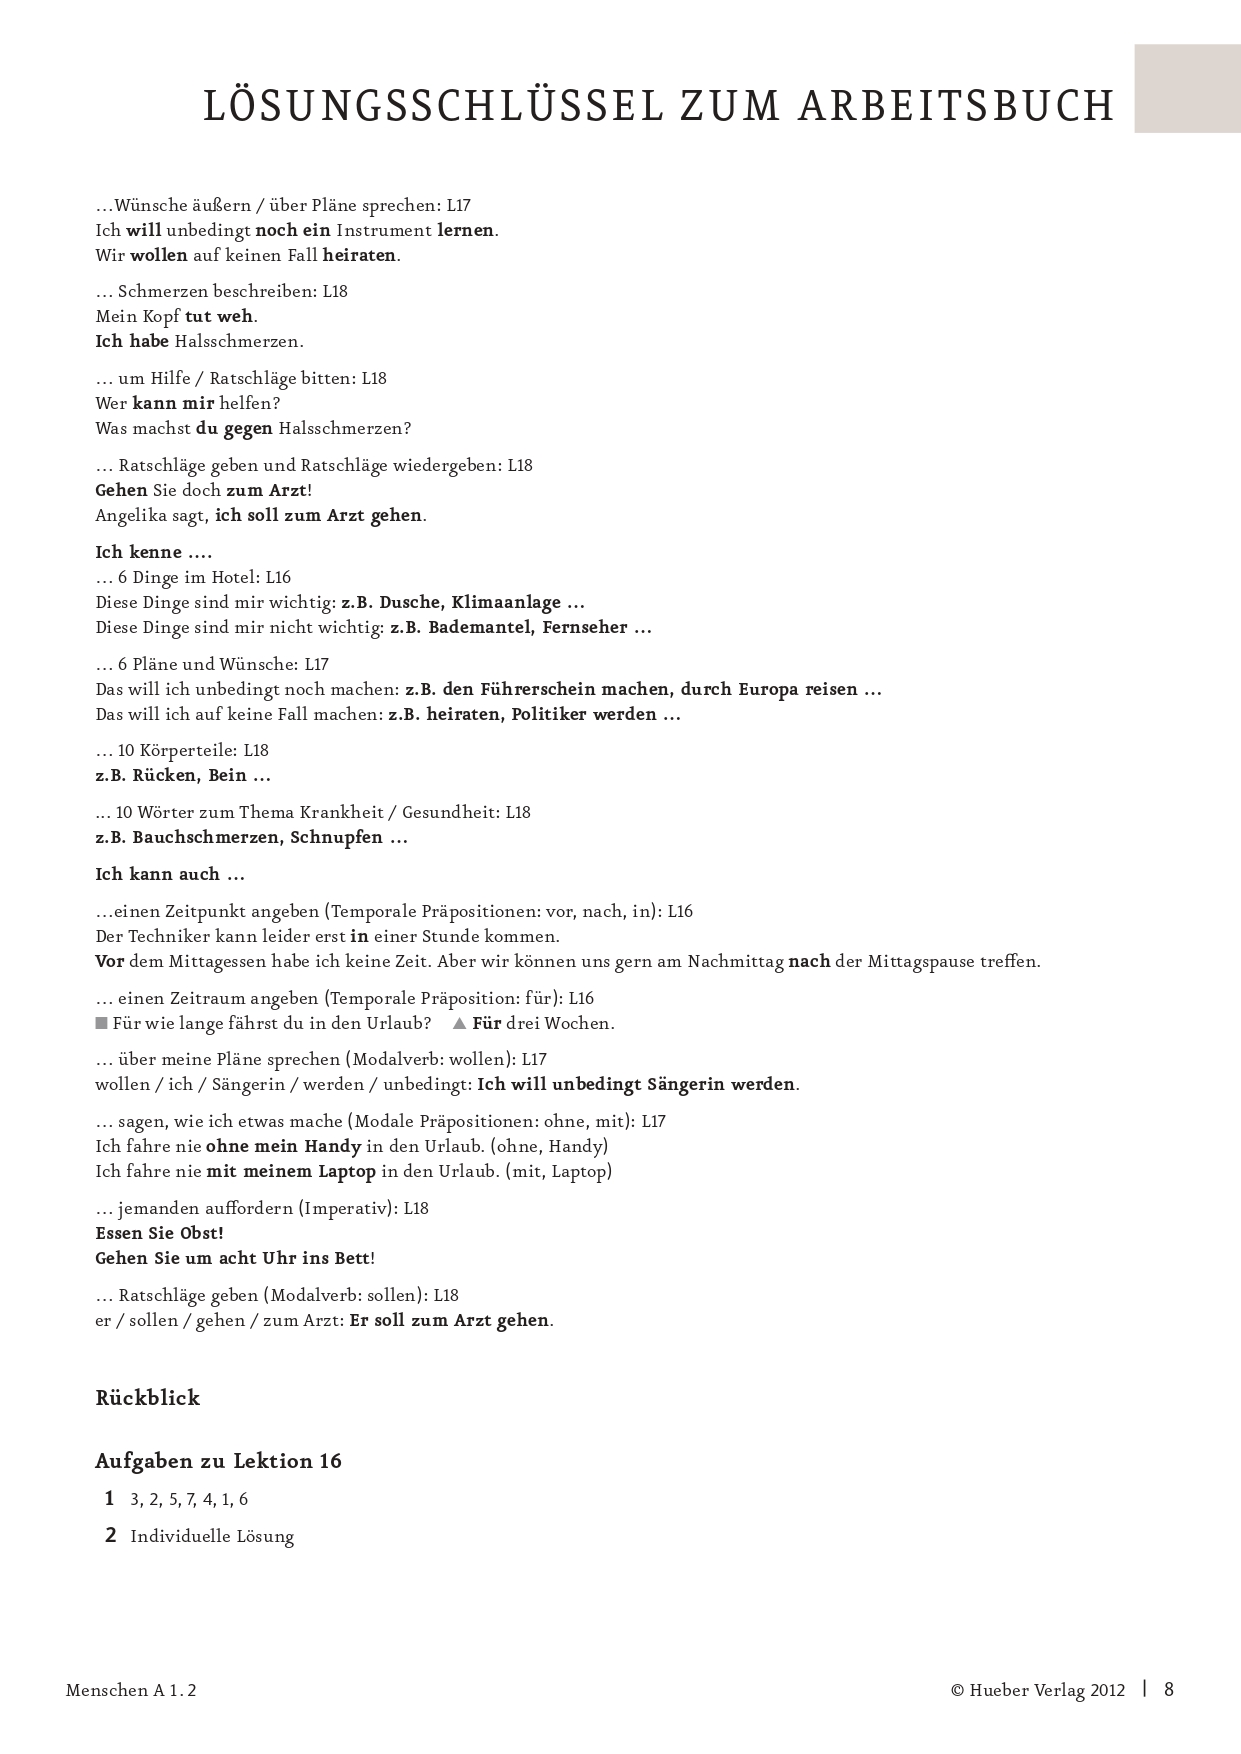 LÖSUNGSSCHLÜSSEL ZUM ARBEITSBUCH
…Wünsche äußern / über Pläne sprechen: L17
Ich will unbedingt noch ein Instrument lernen.
Wir wollen auf keinen Fall heiraten.
… Schmerzen beschreiben: L18
Mein Kopf tut weh.
Ich habe Halsschmerzen.
… um Hilfe / Ratschläge bitten: L18
Wer kann mir helfen?
Was machst du gegen Halsschmerzen?
… Ratschläge geben und Ratschläge wiedergeben: L18
Gehen Sie doch zum Arzt!
Angelika sagt, ich soll zum Arzt gehen.
Ich kenne ….
… 6 Dinge im Hotel: L16
Diese Dinge sind mir wichtig: z.B. Dusche, Klimaanlage …
Diese Dinge sind mir nicht wichtig: z.B. Bademantel, Fernseher …
… 6 Pläne und Wünsche: L17
Das will ich unbedingt noch machen: z.B. den Führerschein machen, durch Europa reisen …
Das will ich auf keine Fall machen: z.B. heiraten, Politiker werden …
… 10 Körperteile: L18
z.B. Rücken, Bein …
... 10 Wörter zum Thema Krankheit / Gesundheit: L18
z.B. Bauchschmerzen, Schnupfen …
Ich kann auch …
…einen Zeitpunkt angeben (Temporale Präpositionen: vor, nach, in): L16
Der Techniker kann leider erst in einer Stunde kommen.
Vor dem Mittagessen habe ich keine Zeit. Aber wir können uns gern am Nachmittag nach der Mittagspause treffen.
… einen Zeitraum angeben (Temporale Präposition: für): L16
■ Für wie lange fährst du in den Urlaub? ▲ Für drei Wochen.
… über meine Pläne sprechen (Modalverb: wollen): L17
wollen / ich / Sängerin / werden / unbedingt: Ich will unbedingt Sängerin werden.
… sagen, wie ich etwas mache (Modale Präpositionen: ohne, mit): L17
Ich fahre nie ohne mein Handy in den Urlaub. (ohne, Handy)
Ich fahre nie mit meinem Laptop in den Urlaub. (mit, Laptop)
… jemanden auffordern (Imperativ): L18
Essen Sie Obst!
Gehen Sie um acht Uhr ins Bett!
… Ratschläge geben (Modalverb: sollen): L18
er / sollen / gehen / zum Arzt: Er soll zum Arzt gehen.
Rückblick
Aufgaben zu Lektion 16
1 3, 2, 5, 7, 4, 1, 6
2 Individuelle Lösung
Menschen A 1.2 © Hueber Verlag 2012 | 8